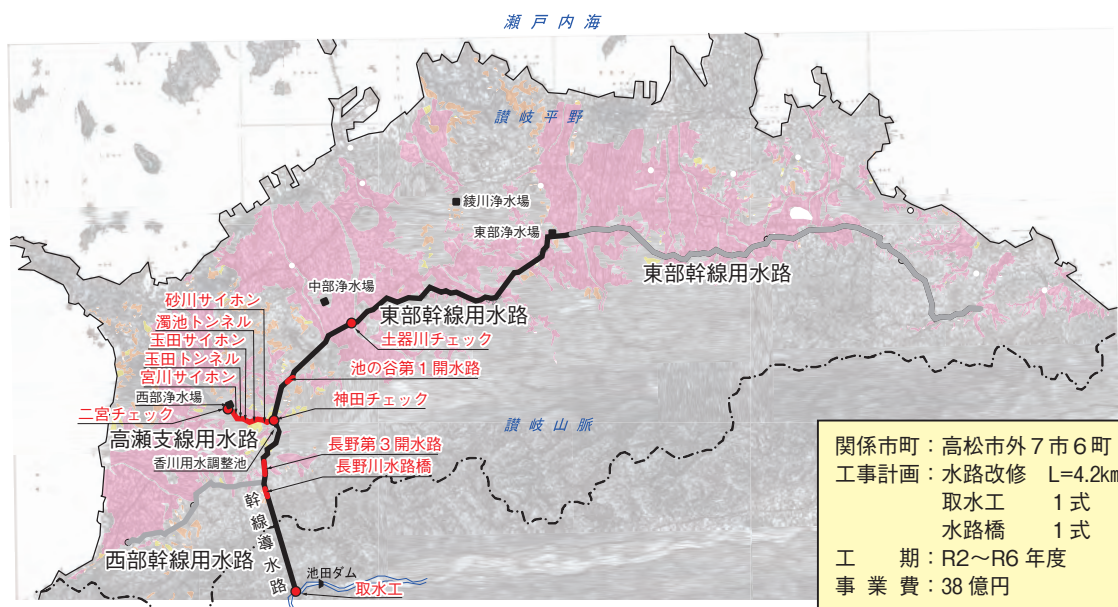 瀬戸内海
讃岐平野
綾川浄水場
東部浄水場
東部幹線用水路
中部浄水場
東部幹線用水路
砂川サイホン
濁池トンネル
玉田サイホン
玉田トンネル
宮川サイホン
西部浄水場
二宮チェック
高瀬支線用水路
香川用水調整池
土器川チェック
池の谷第1開水路
神田チェック
讃岐山脈
長野第3開水路
長野川水路橋
幹線導水路
西部幹線用水路
池田ダム
取水工
関係市町：高松市外7市6町
工事計画：水路改修 L=4.2km
取水工 1式
水路橋 1式
工期：R2～R6年度
事業費：38億円